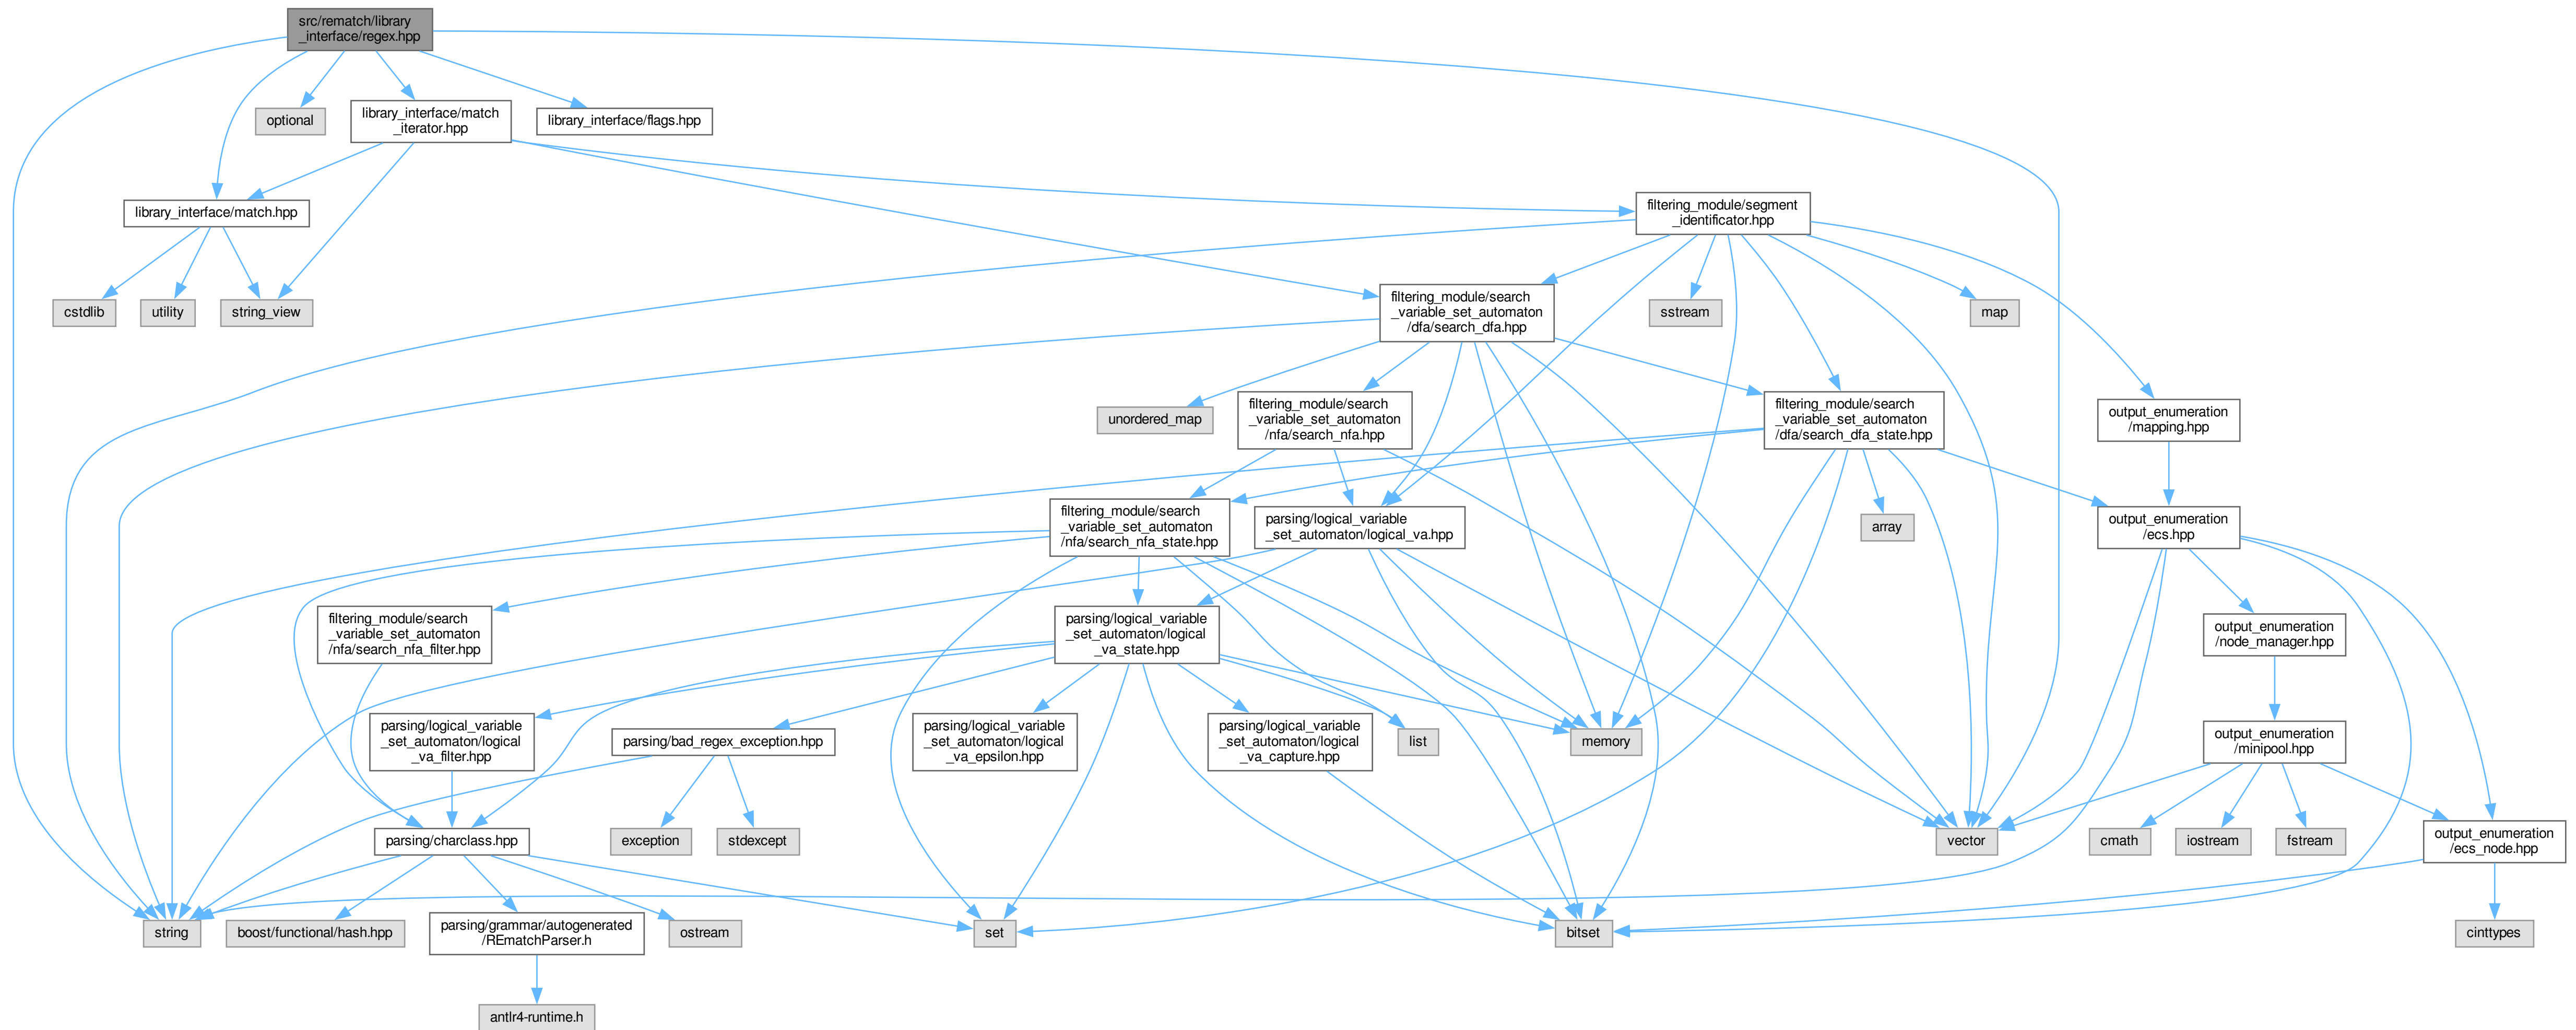 src/rematch/library
_interface/regex.hpp
optional
library_interface/match
_iterator.hpp
library_interface/flags.hpp
library_interface/match.hpp
filtering_module/segment
_identificator.hpp
cstdlib
utility
string_view
filtering_module/search
_variable_set_automaton
/dfa/search_dfa.hpp
sstream
map
unordered_map
filtering_module/search
_variable_set_automaton
/nfa/search_nfa.hpp
filtering_module/search
_variable_set_automaton
/dfa/search_dfa_state.hpp
output_enumeration
/mapping.hpp
filtering_module/search
_variable_set_automaton
/nfa/search_nfa_state.hpp
parsing/logical_variable
_set_automaton/logical_va.hpp
array
output_enumeration
/ecs.hpp
filtering_module/search
_variable_set_automaton
/nfa/search_nfa_filter.hpp
parsing/logical_variable
_set_automaton/logical
_va_state.hpp
output_enumeration
/node_manager.hpp
parsing/logical_variable
_set_automaton/logical
_va_filter.hpp
parsing/bad_regex_exception.hpp
parsing/logical_variable
_set_automaton/logical
_va_epsilon.hpp
parsing/logical_variable
_set_automaton/logical
_va_capture.hpp
list
memory
output_enumeration
/minipool.hpp
parsing/charclass.hpp
exception
stdexcept
vector
cmath
iostream
fstream
output_enumeration
/ecs_node.hpp
string
boost/functional/hash.hpp
parsing/grammar/autogenerated
/REmatchParser.h
ostream
set
bitset
cinttypes
antlr4-runtime.h